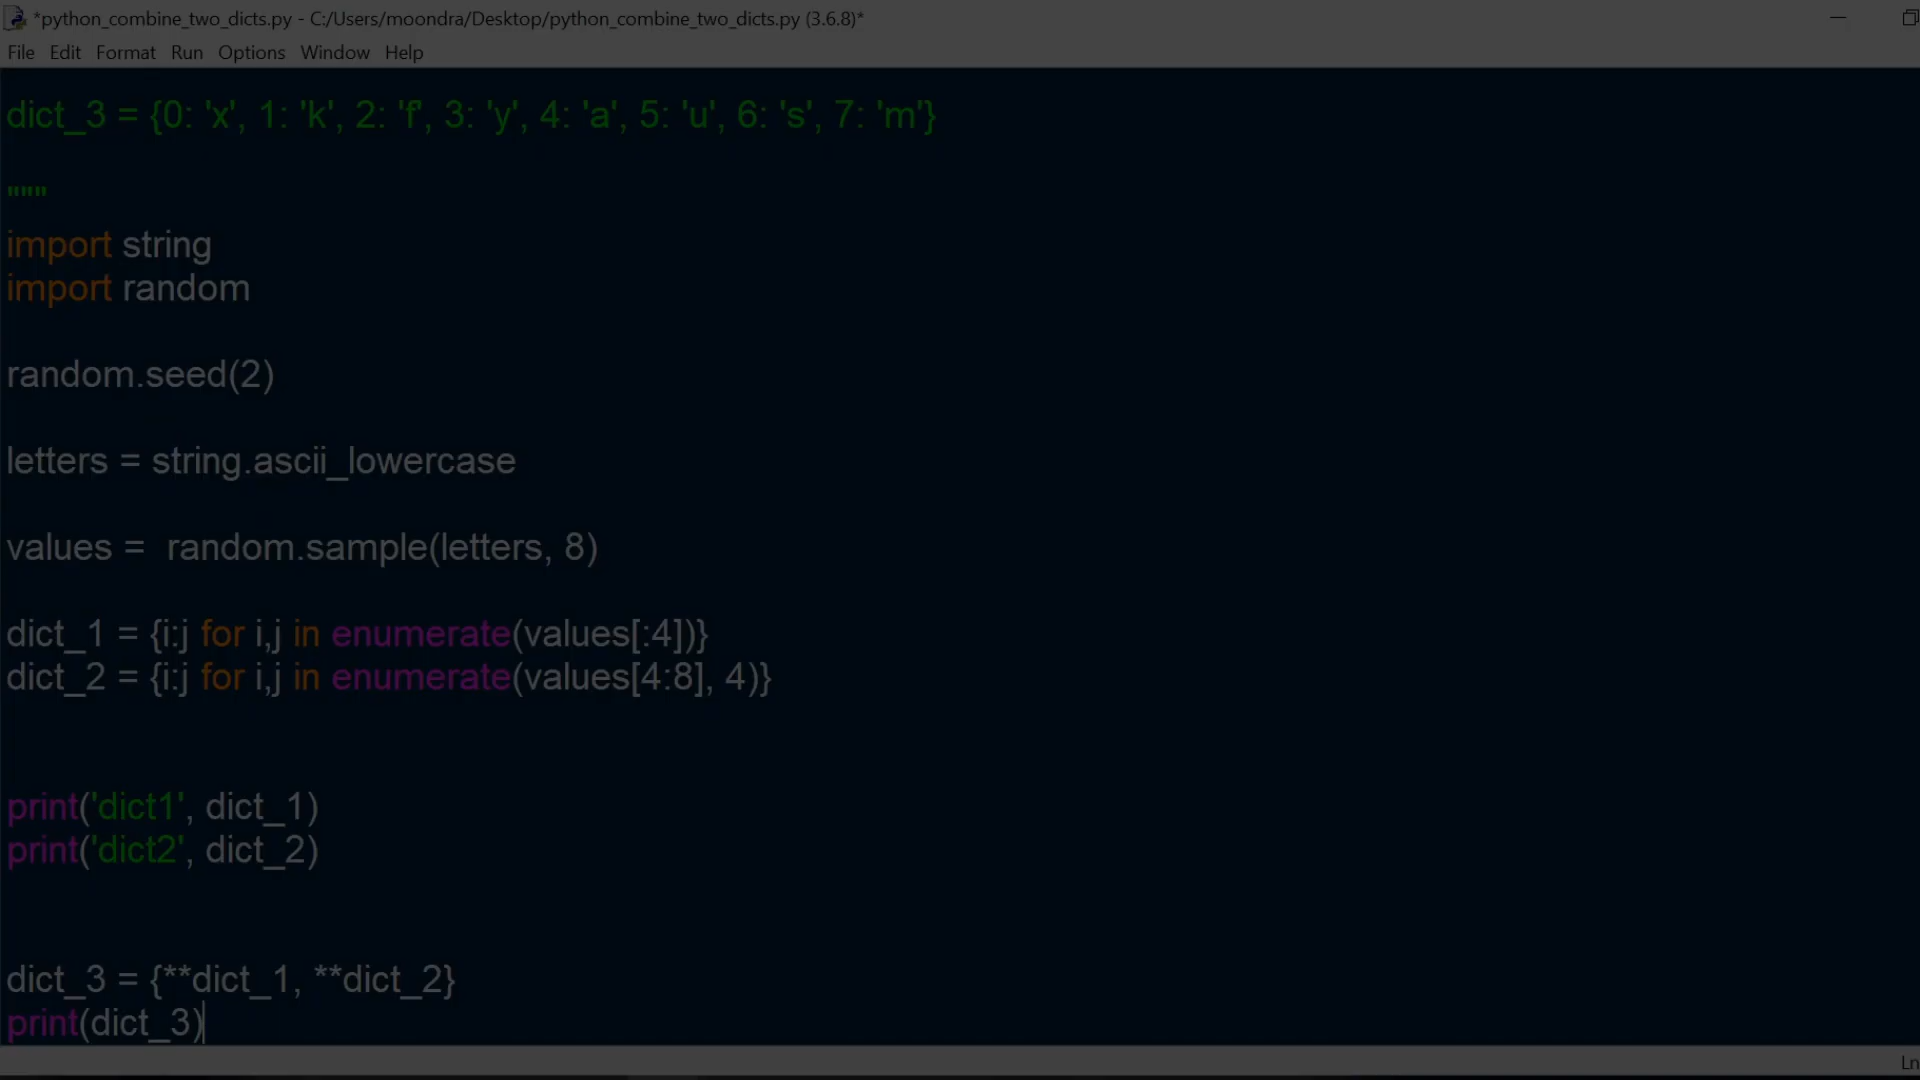 *python_combine_two_dicts.py - C:/Users/moondra/Desktop/python_combine_two_dicts.py (3.6.8)*
File Edit Format Run Options Window Help
dict_3 = {0: 'x', 1: 'k', 2: 'f', 3: 'y', 4: 'a', 5: 'u', 6: 's', 7: 'm'}
"""
import string
import random
random.seed(2)
letters = string.ascii_lowercase
values =  random.sample(letters, 8)
dict_1 = {i:j for i,j in enumerate(values[:4])}
dict_2 = {i:j for i,j in enumerate(values[4:8], 4)}
print('dict1', dict_1)
print('dict2', dict_2)
dict_3 = {**dict_1, **dict_2}
print(dict_3)
Ln